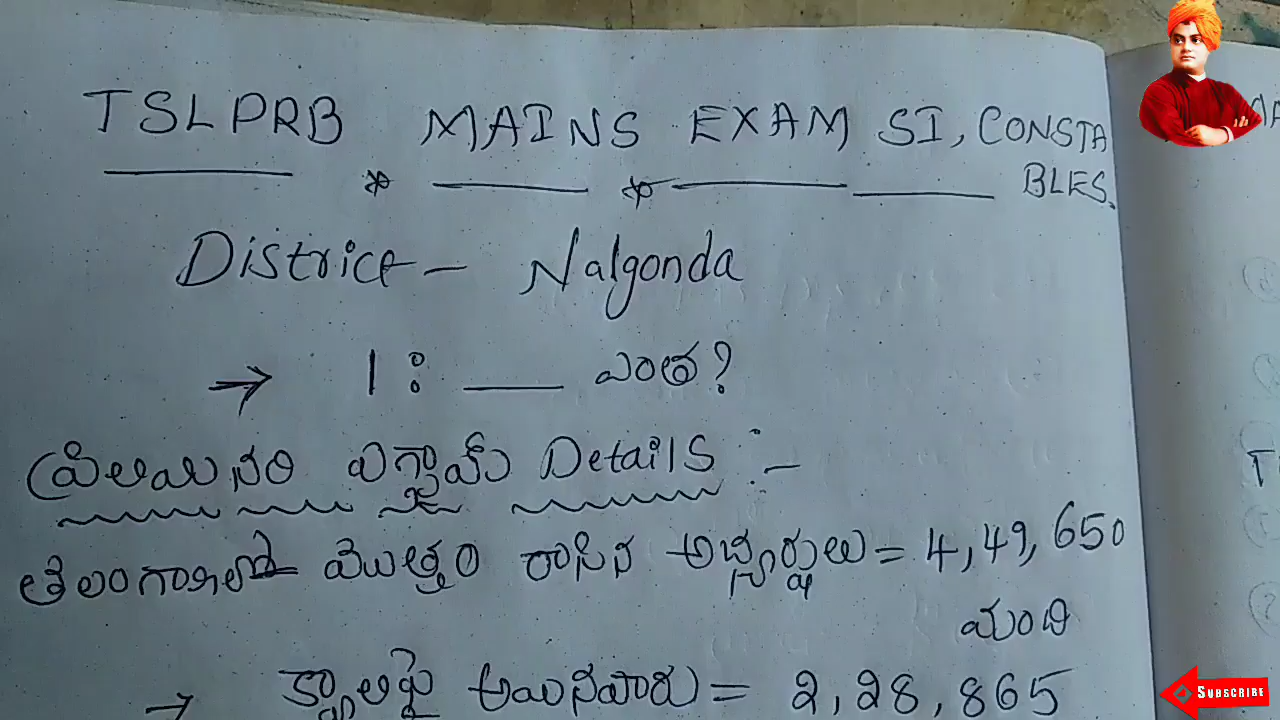 TSLPRB MAINS EXAM SI, CONSTA
BLES.
District - Nalgonda
→ 1 : ___ ఎంత?
ప్రిలిమినరి ఎగ్జామ్ Details :-
తెలంగాణలో మొత్తం రాసిన అభ్యర్థులు = 4,49,650
మంది
→ క్వాలిఫై అయినవారు = 2,28,865
SUBSCRIBE